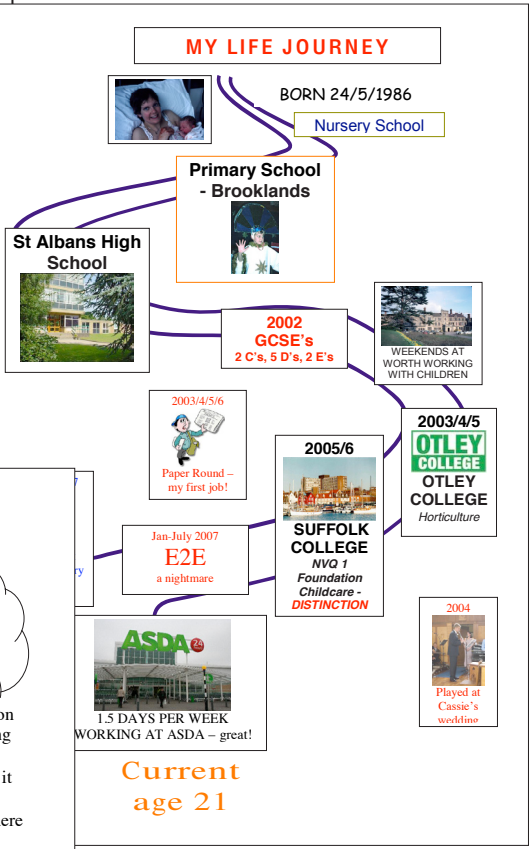 MY LIFE JOURNEY
BORN 24/5/1986
Nursery School
Primary School
- Brooklands
St Albans High
School
2002
GCSE's
2 C's, 5 D's, 2 E's
WEEKENDS AT
WORTH WORKING
WITH CHILDREN
2003/4/5/6
Paper Round –
my first job!
2003/4/5
OTLEY
COLLEGE
OTLEY
COLLEGE
Horticulture
2005/6
SUFFOLK
COLLEGE
NVQ 1
Foundation
Childcare -
DISTINCTION
Jan-July 2007
E2E
a nightmare
2004
Played at
Cassie's
wedding
ASDA 24
1.5 DAYS PER WEEK
WORKING AT ASDA – great!
Current
age 21
it